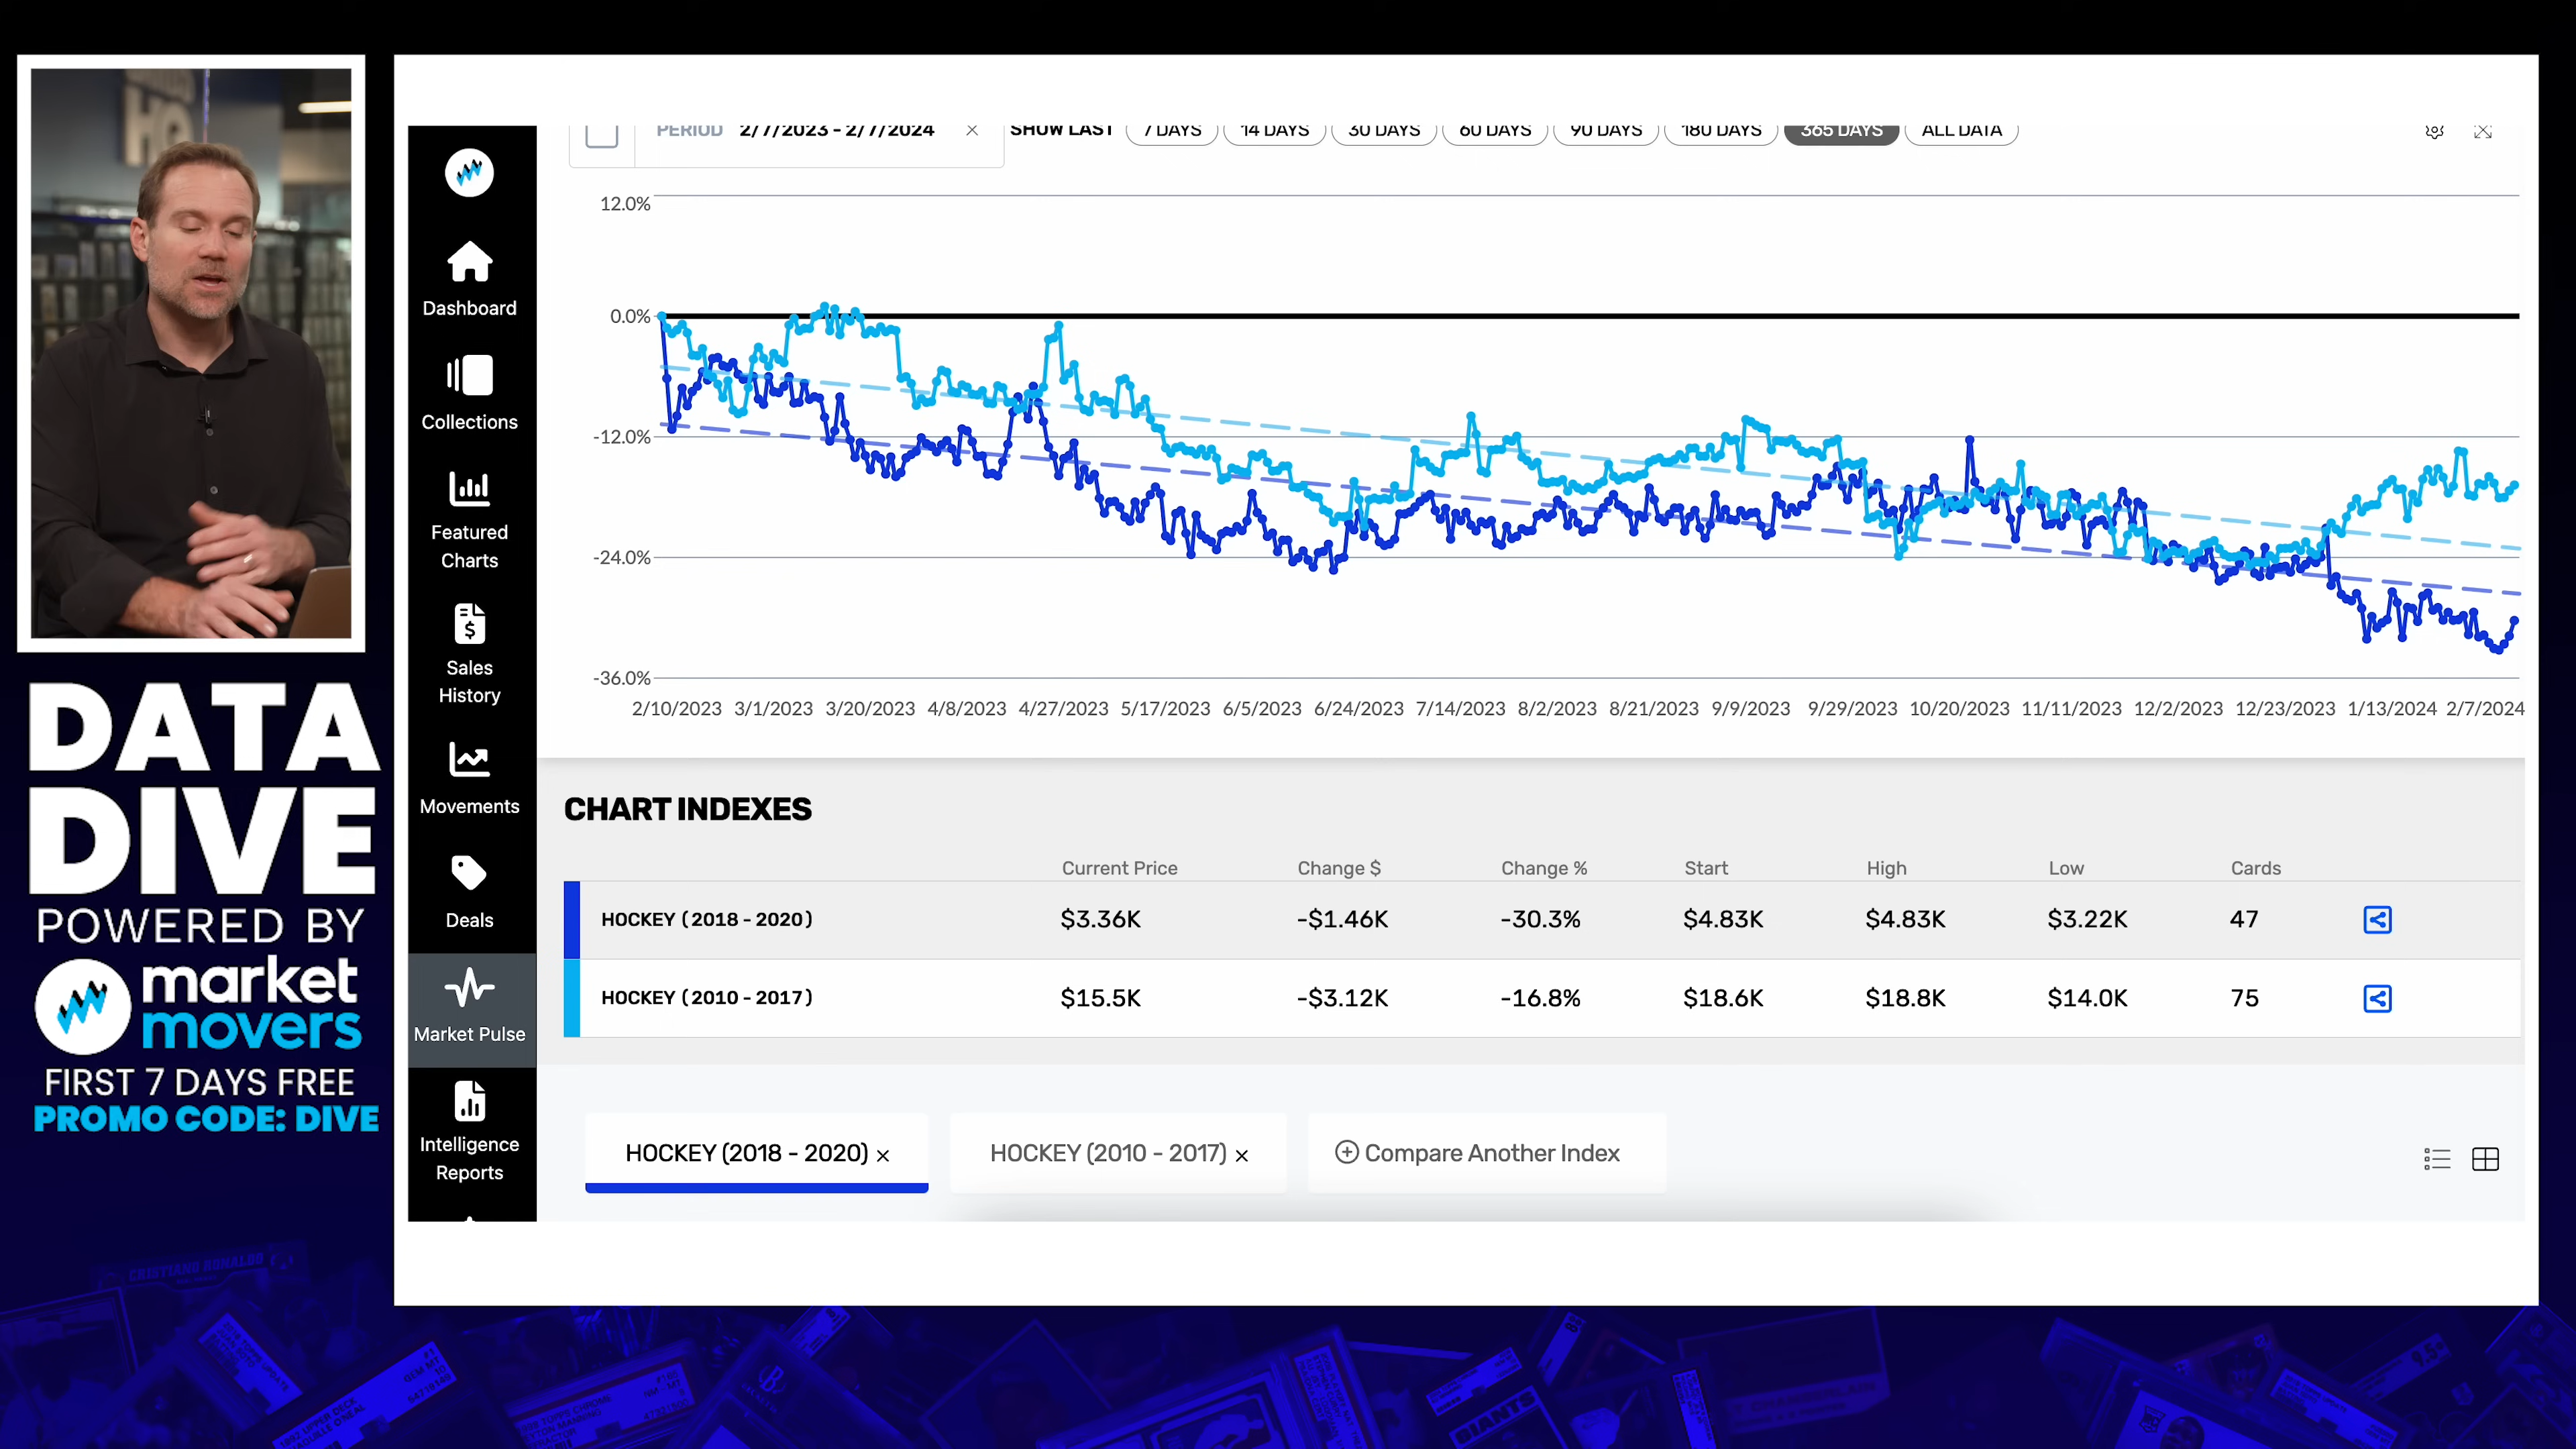 PERIOD 2/7/2023 - 2/7/2024 × SHOW LAST 7 DAYS 14 DAYS 30 DAYS 60 DAYS 90 DAYS 180 DAYS 365 DAYS ALL DATA
12.0%
0.0%
-12.0%
-24.0%
-36.0%
2/10/2023 3/1/2023 3/20/2023 4/8/2023 4/27/2023 5/17/2023 6/5/2023 6/24/2023 7/14/2023 8/2/2023 8/21/2023 9/9/2023 9/29/2023 10/20/2023 11/11/2023 12/2/2023 12/23/2023 1/13/2024 2/7/2024
Dashboard
Collections
Featured
Charts
Sales
History
Movements
Deals
Market Pulse
Intelligence
Reports
CHART INDEXES
Current Price Change $ Change % Start High Low Cards
HOCKEY (2018 - 2020) $3.36K -$1.46K -30.3% $4.83K $4.83K $3.22K 47
HOCKEY (2010 - 2017) $15.5K -$3.12K -16.8% $18.6K $18.8K $14.0K 75
HOCKEY (2018 - 2020) × HOCKEY (2010 - 2017) × Compare Another Index
DATA
DIVE
POWERED BY
market
movers
FIRST 7 DAYS FREE
PROMO CODE: DIVE
CRISTIANO RONALDO
GIANTS